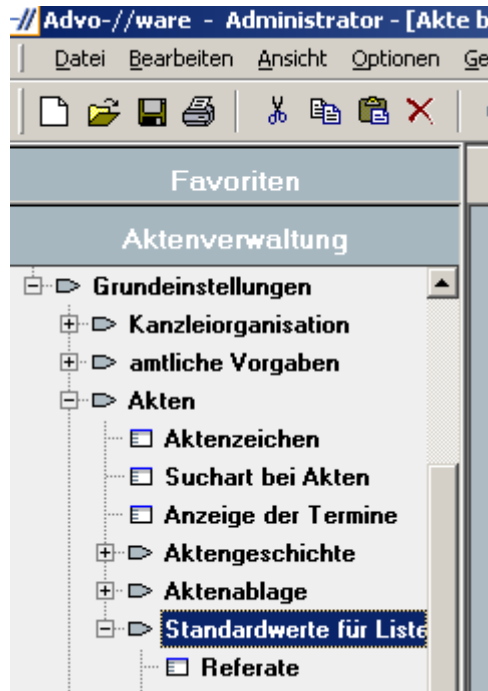 Advo-//ware - Administrator - [Akte b
Datei Bearbeiten Ansicht Optionen Ge
Favoriten
Aktenverwaltung
Grundeinstellungen
Kanzleiorganisation
amtliche Vorgaben
Akten
Aktenzeichen
Suchart bei Akten
Anzeige der Termine
Aktengeschichte
Aktenablage
Standardwerte für Liste
Referate